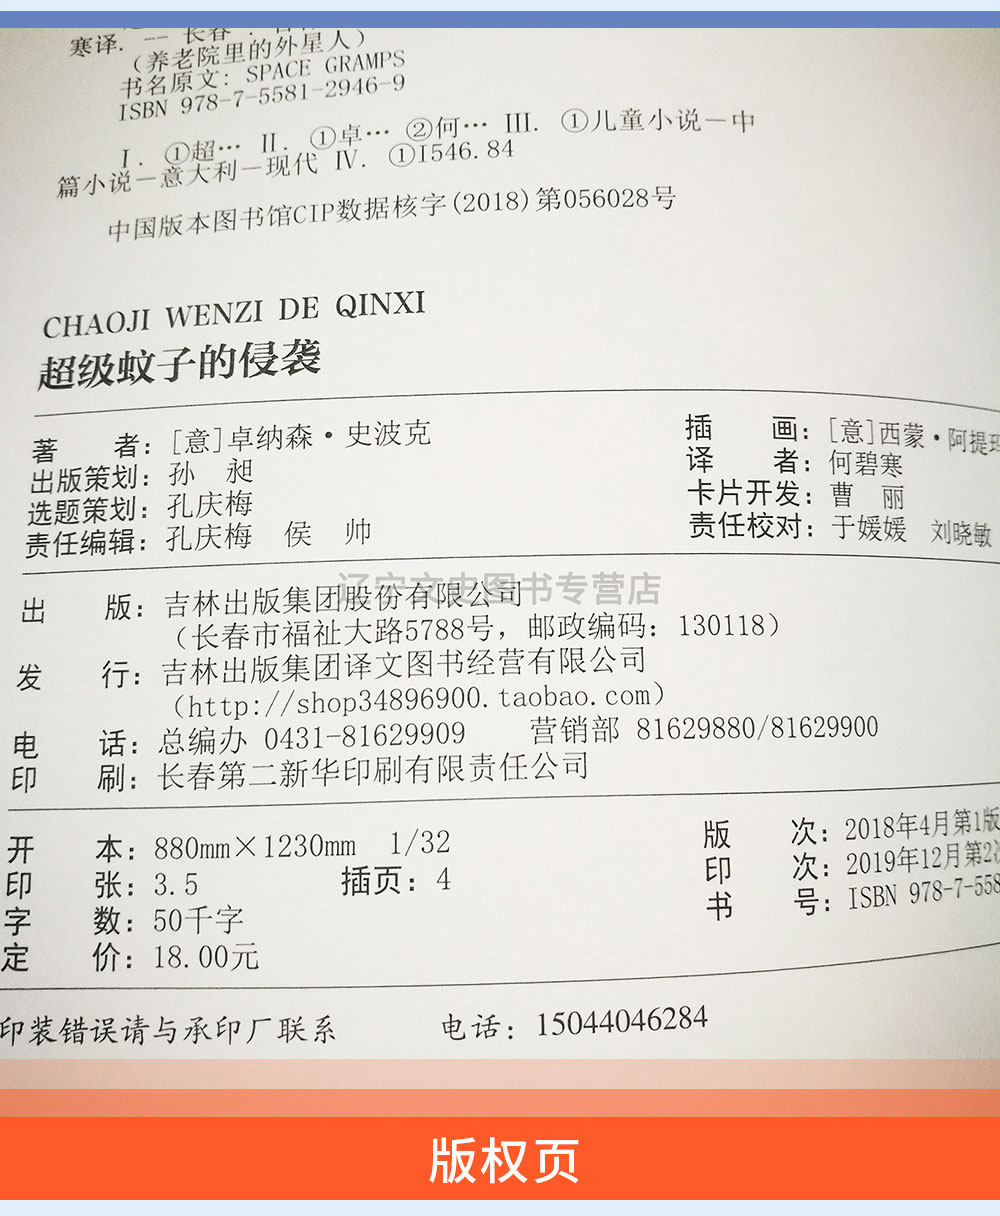 寒译. -- 长春 :
(养老院里的外星人)
书名原文: SPACE GRAMPS
ISBN 978-7-5581-2946-9
Ⅰ. ①超… Ⅱ. ①卓… ②何… Ⅲ. ①儿童小说－中
篇小说－意大利－现代 Ⅳ. ①I546.84
中国版本图书馆CIP数据核字(2018)第056028号
CHAOJI WENZI DE QINXI
超级蚊子的侵袭
著 者: [意]卓纳森·史波克 插 画: [意]西蒙·阿提玛
出版策划: 孙 昶 译 者: 何碧寒
选题策划: 孔庆梅 卡片开发: 曹 丽
责任编辑: 孔庆梅 侯 帅 责任校对: 于媛媛 刘晓敏
辽宁文史图书专营店
出 版: 吉林出版集团股份有限公司
(长春市福祉大路5788号, 邮政编码: 130118)
发 行: 吉林出版集团译文图书经营有限公司
(http://shop34896900.taobao.com)
电 话: 总编办 0431-81629909 营销部 81629880/81629900
印 刷: 长春第二新华印刷有限责任公司
开 本: 880mm×1230mm 1/32 版 次: 2018年4月第1版
印 张: 3.5 插页: 4 印 次: 2019年12月第2次
字 数: 50千字 书 号: ISBN 978-7-558
定 价: 18.00元
印装错误请与承印厂联系 电话: 15044046284
版权页